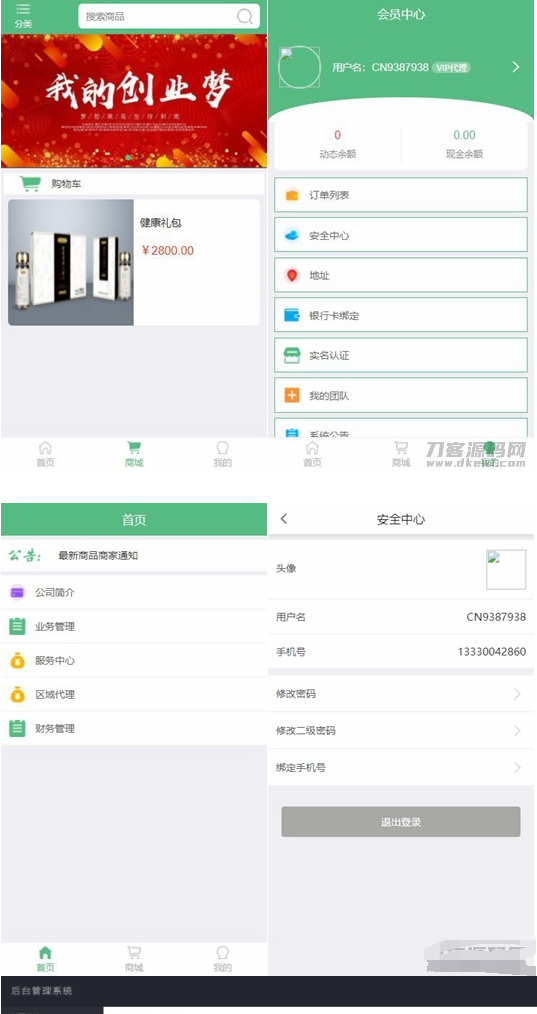 分类
搜索商品
我的创业梦
梦想就是坚持到底
购物车
健康礼包
￥2800.00
首页
商城
我的
会员中心
用户名：CN9387938 VIP代理
0
0.00
动态余额
现金余额
订单列表
安全中心
地址
银行卡绑定
实名认证
我的团队
系统公告
首页
商城
我的
刀客源码网
首页
公告：
最新商品商家通知
公司简介
业务管理
服务中心
区域代理
财务管理
首页
商城
我的
安全中心
头像
用户名
CN9387938
手机号
13330042860
修改密码
修改二级密码
绑定手机号
退出登录
后台管理系统